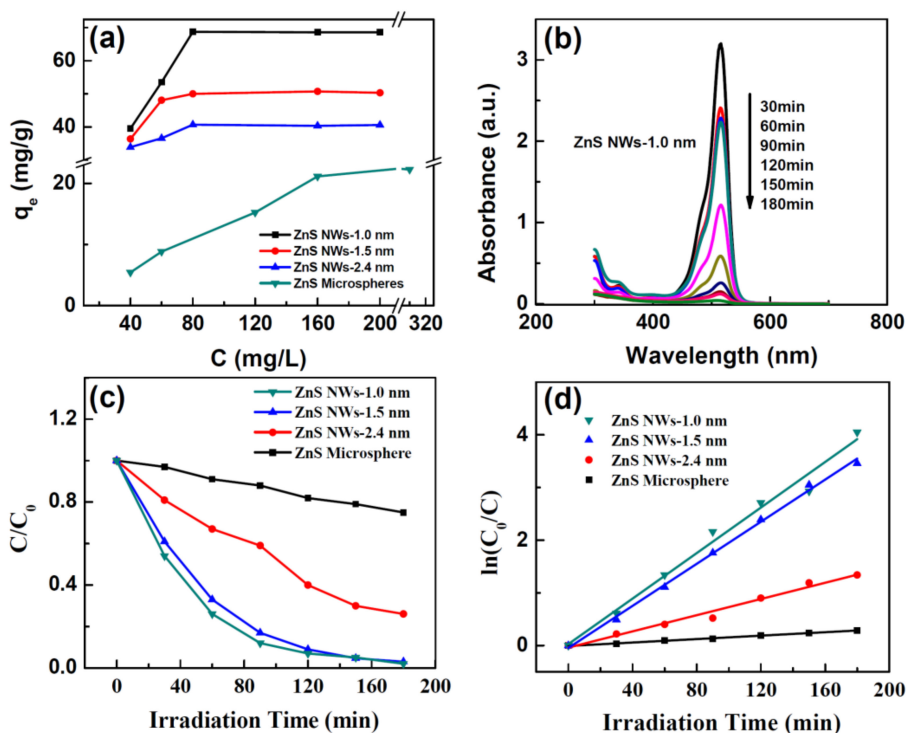 (a)
60
40
20
0
q_e (mg/g)
40 80 120 160 200 320
C (mg/L)
ZnS NWs-1.0 nm
ZnS NWs-1.5 nm
ZnS NWs-2.4 nm
ZnS Microspheres
(b)
3
2
1
0
Absorbance (a.u.)
200 400 600 800
Wavelength (nm)
ZnS NWs-1.0 nm
30min
60min
90min
120min
150min
180min
(c)
1.2
0.8
0.4
0.0
C/C_0
0 40 80 120 160 200
Irradiation Time (min)
ZnS NWs-1.0 nm
ZnS NWs-1.5 nm
ZnS NWs-2.4 nm
ZnS Microsphere
(d)
4
2
0
ln(C_0/C)
0 40 80 120 160 200
Irradiation Time (min)
ZnS NWs-1.0 nm
ZnS NWs-1.5 nm
ZnS NWs-2.4 nm
ZnS Microsphere